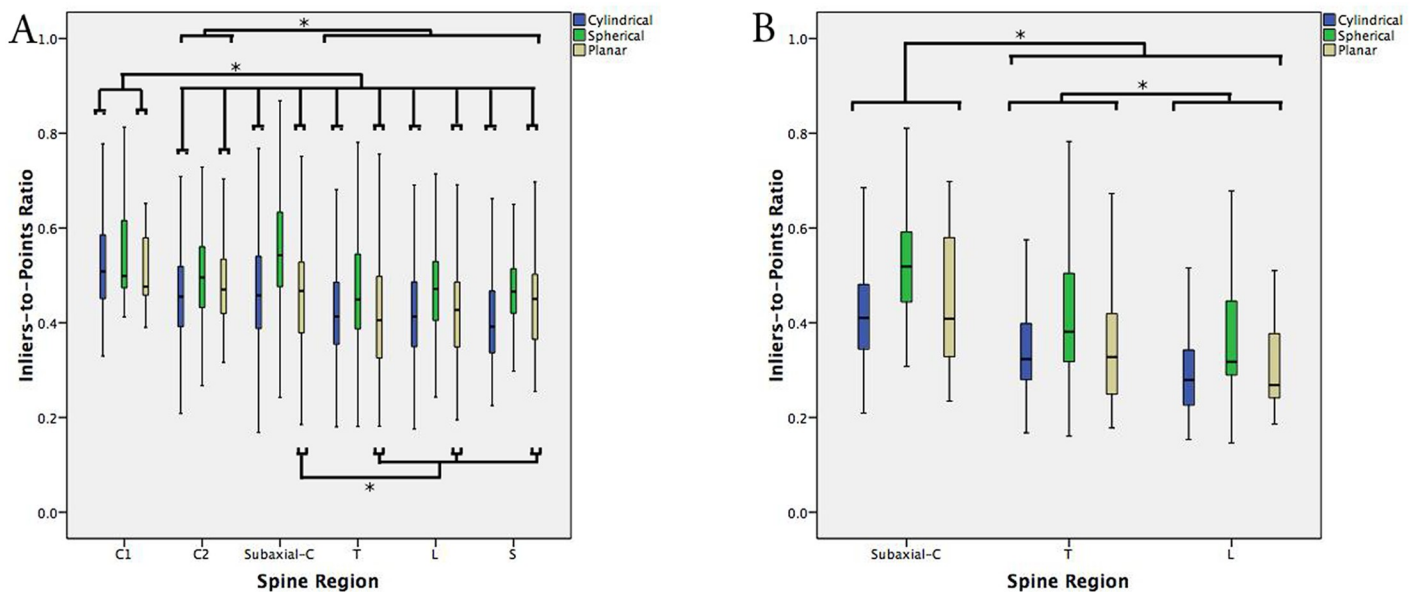 A
Inliers-to-Points Ratio
1.0
0.8
0.6
0.4
0.2
0.0
*
*
*
C1 C2 Subaxial-C T L S
Spine Region
Cylindrical
Spherical
Planar
B
Inliers-to-Points Ratio
1.0
0.8
0.6
0.4
0.2
0.0
*
*
Subaxial-C T L
Spine Region
Cylindrical
Spherical
Planar